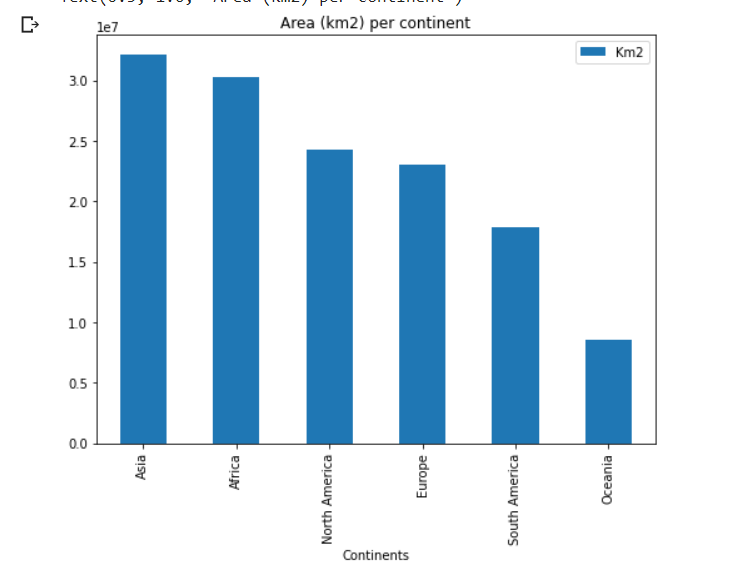 Area (km2) per continent
1e7
Km2
3.0
2.5
2.0
1.5
1.0
0.5
0.0
Asia
Africa
North America
Europe
South America
Oceania
Continents